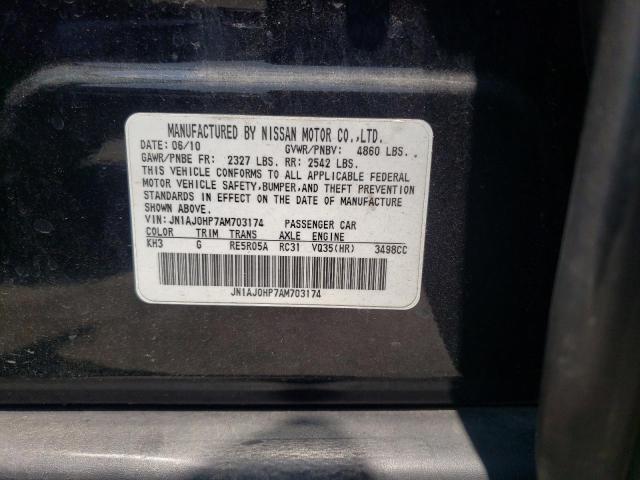 MANUFACTURED BY NISSAN MOTOR CO.,LTD.
DATE: 06/10 GVWR/PNBV: 4860 LBS.
GAWR/PNBE FR: 2327 LBS. RR: 2542 LBS.
THIS VEHICLE CONFORMS TO ALL APPLICABLE FEDERAL
MOTOR VEHICLE SAFETY,BUMPER,AND THEFT PREVENTION
STANDARDS IN EFFECT ON THE DATE OF MANUFACTURE
SHOWN ABOVE.
VIN: JN1AJ0HP7AM703174 PASSENGER CAR
COLOR TRIM TRANS AXLE ENGINE
KH3 G RE5R05A RC31 VQ35(HR) 3498CC
JN1AJ0HP7AM703174